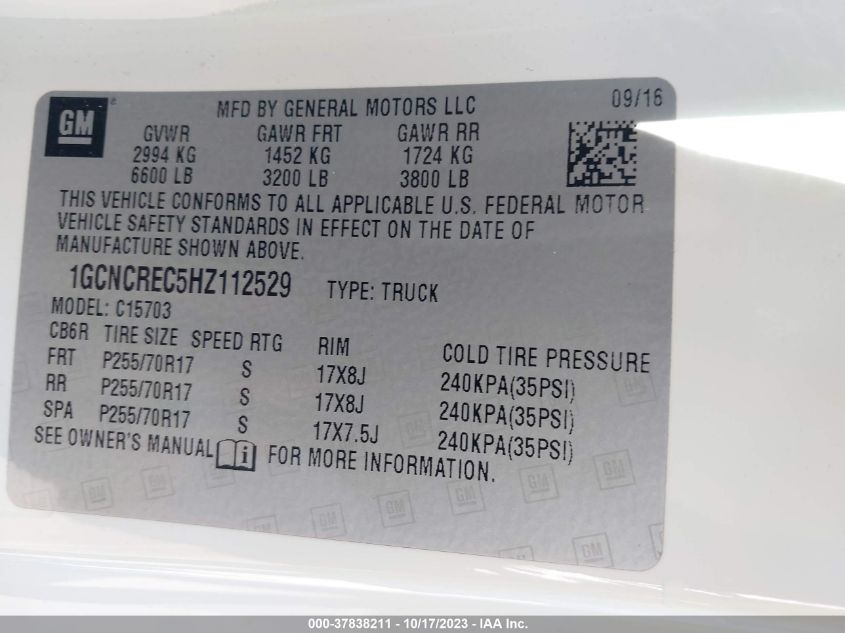 GM
MFD BY GENERAL MOTORS LLC
09/16
GVWR GAWR FRT GAWR RR
2994 KG 1452 KG 1724 KG
6600 LB 3200 LB 3800 LB
THIS VEHICLE CONFORMS TO ALL APPLICABLE U.S. FEDERAL MOTOR
VEHICLE SAFETY STANDARDS IN EFFECT ON THE DATE OF
MANUFACTURE SHOWN ABOVE.
1GCNCREC5HZ112529 TYPE: TRUCK
MODEL: C15703
CB6R TIRE SIZE SPEED RTG RIM COLD TIRE PRESSURE
FRT P255/70R17 S 17X8J 240KPA(35PSI)
RR P255/70R17 S 17X8J 240KPA(35PSI)
SPA P255/70R17 S 17X7.5J 240KPA(35PSI)
SEE OWNER'S MANUAL i FOR MORE INFORMATION.
000-37838211 - 10/17/2023 - IAA Inc.